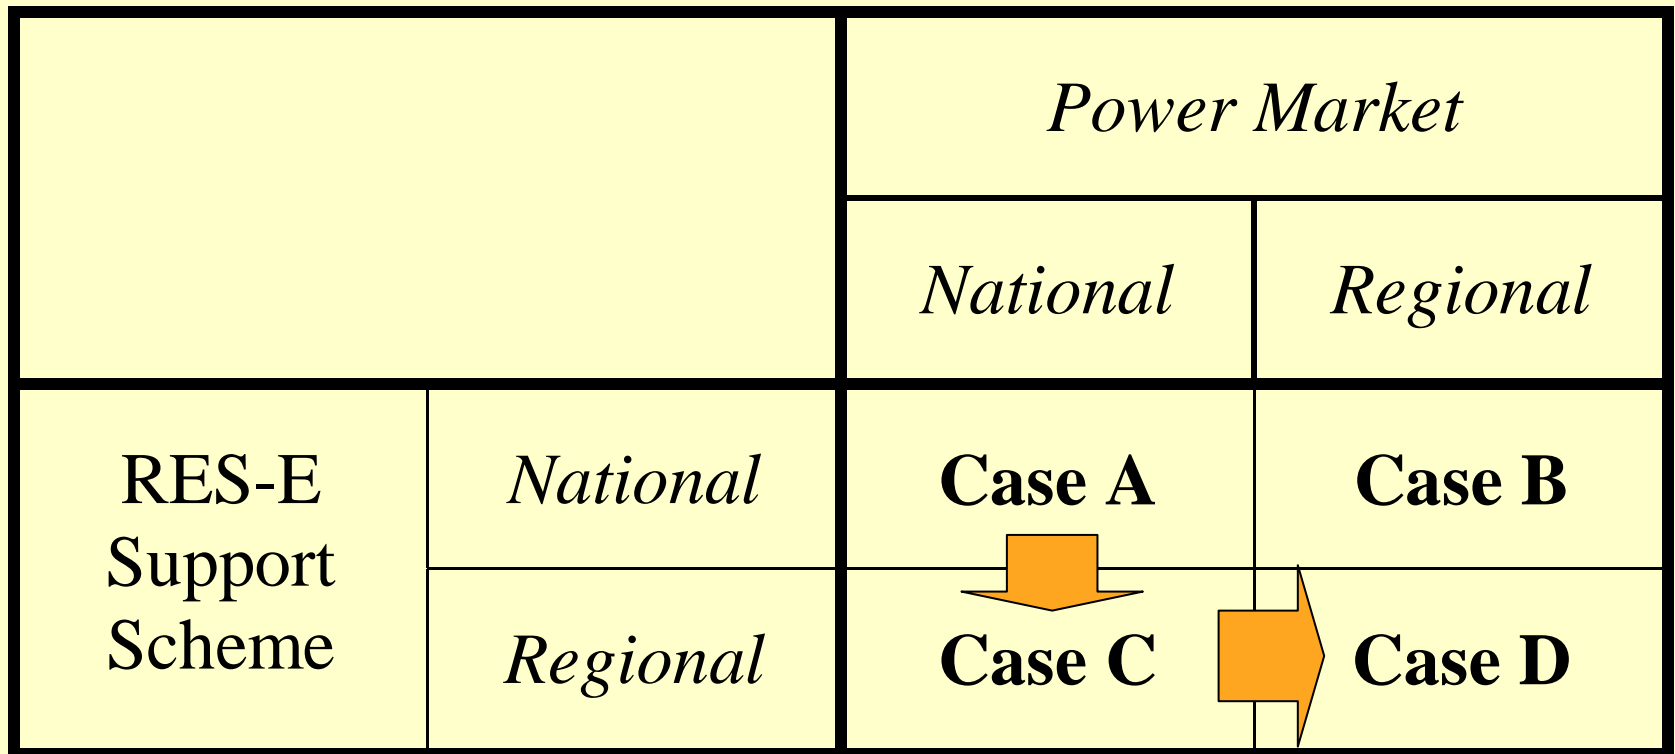 Power Market
National
Regional
RES-E
Support
Scheme
National
Case A
Case B
Regional
Case C
Case D